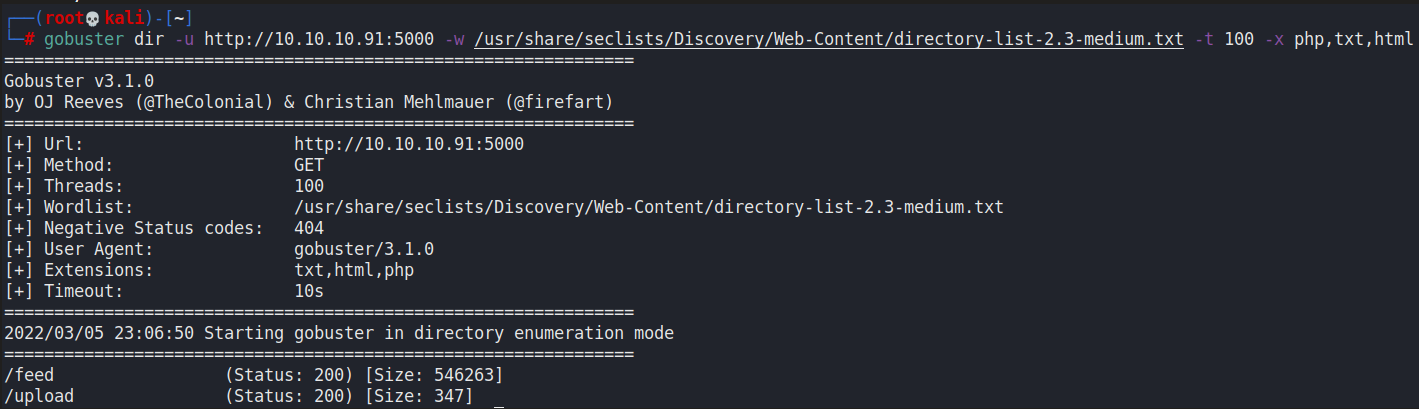 ┌──(root💀kali)-[~]
└─# gobuster dir -u http://10.10.10.91:5000 -w /usr/share/seclists/Discovery/Web-Content/directory-list-2.3-medium.txt -t 100 -x php,txt,html
===============================================================
Gobuster v3.1.0
by OJ Reeves (@TheColonial) & Christian Mehlmauer (@firefart)
===============================================================
[+] Url:                     http://10.10.10.91:5000
[+] Method:                  GET
[+] Threads:                 100
[+] Wordlist:                /usr/share/seclists/Discovery/Web-Content/directory-list-2.3-medium.txt
[+] Negative Status codes:   404
[+] User Agent:              gobuster/3.1.0
[+] Extensions:              txt,html,php
[+] Timeout:                 10s
===============================================================
2022/03/05 23:06:50 Starting gobuster in directory enumeration mode
===============================================================
/feed                 (Status: 200) [Size: 546263]
/upload               (Status: 200) [Size: 347]